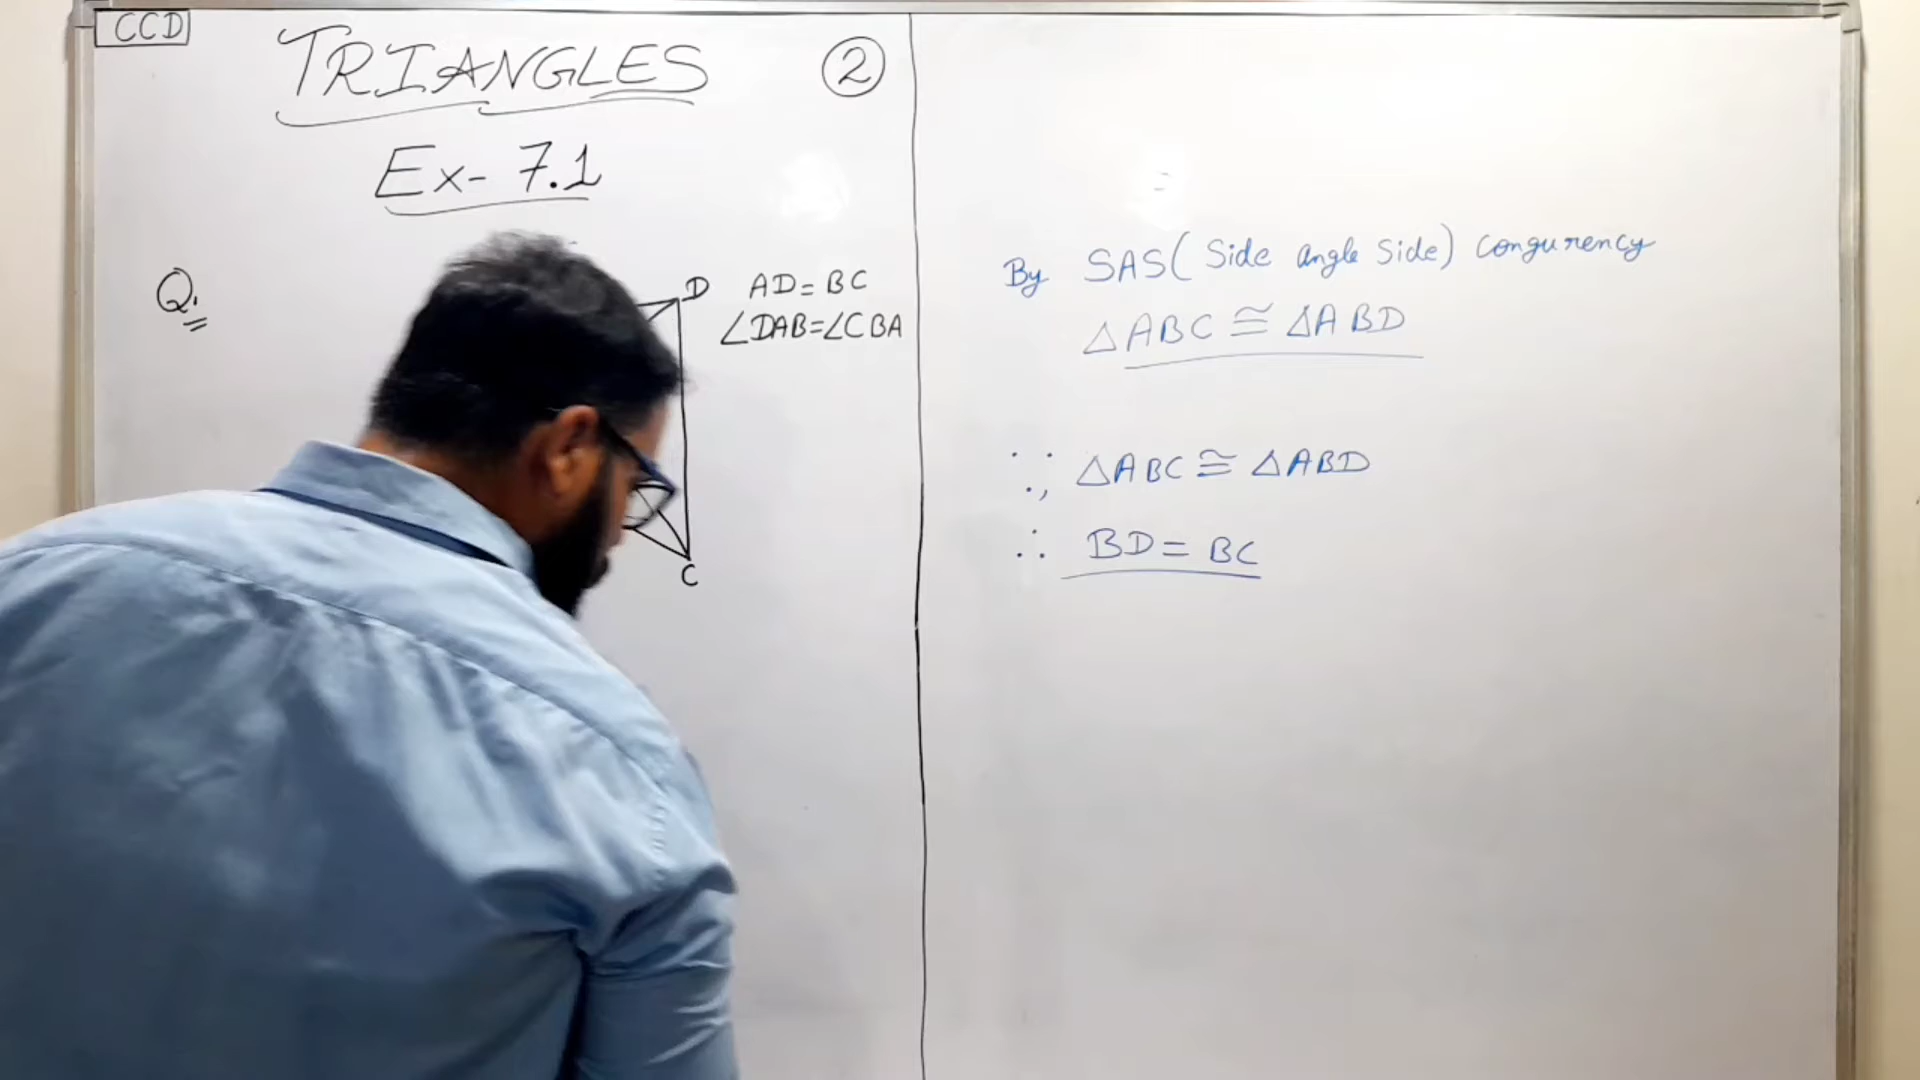 CCD
TRIANGLES
2
Ex- 7.1
Q.
D
AD = BC
∠DAB=∠CBA
C
By SAS( Side angle Side) Congurency
△ABC ≅ △ABD
∵, △ABC ≅ △ABD
∴ BD = BC